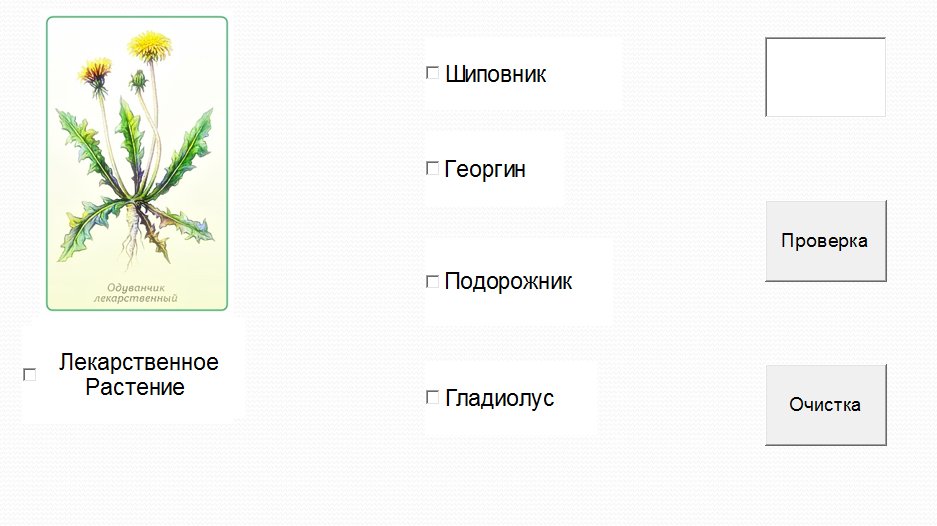 Одуванчик
лекарственный
Лекарственное
Растение
Шиповник
Георгин
Подорожник
Гладиолус
Проверка
Очистка